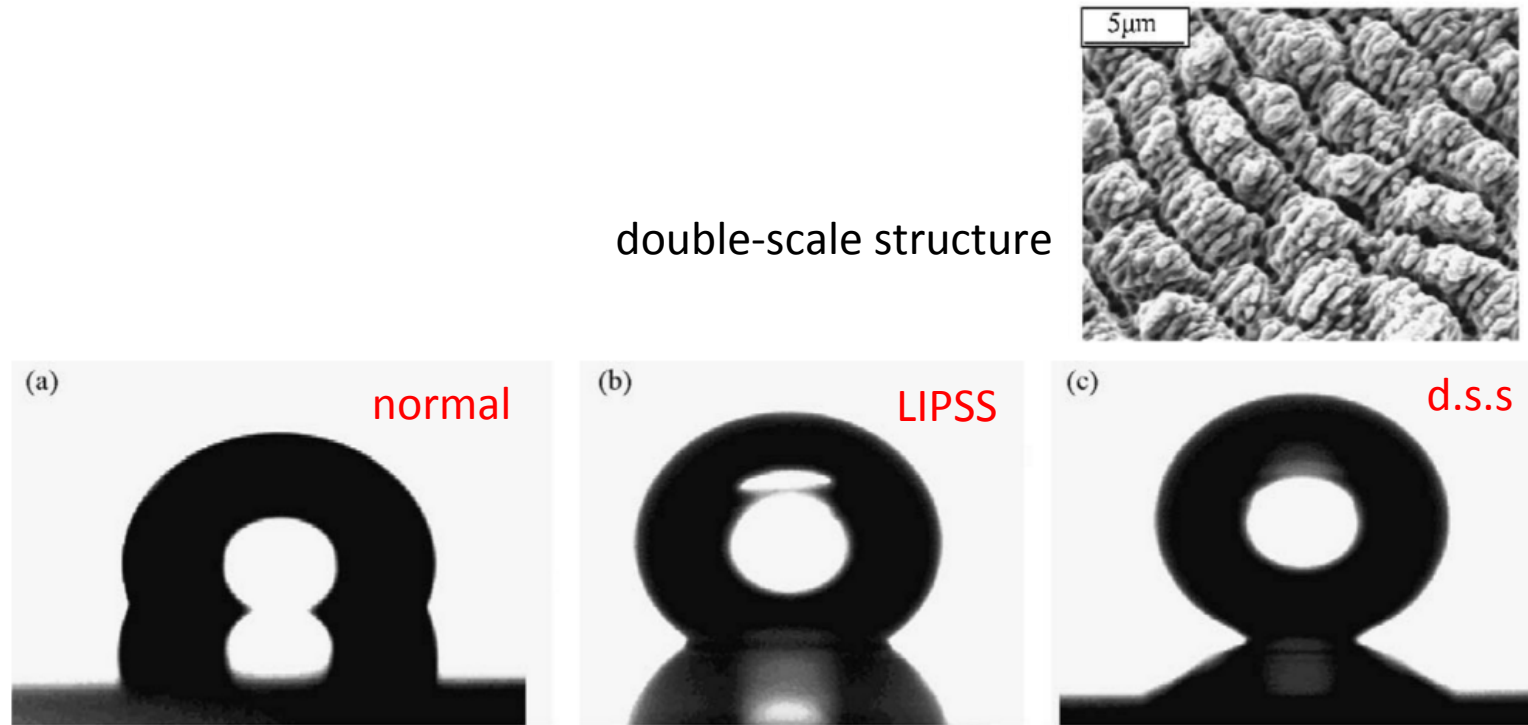 5μm
double-scale structure
(a)
normal
(b)
LIPSS
(c)
d.s.s